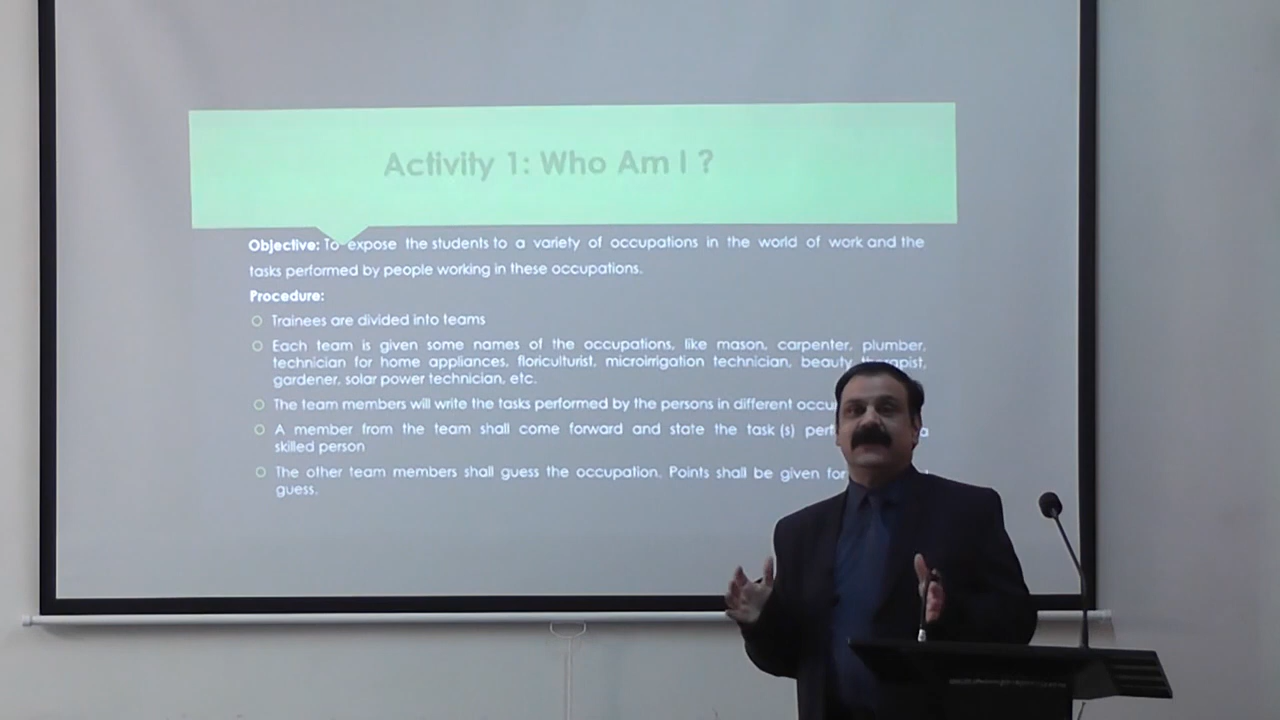 Activity 1: Who Am I ?
Objective: To expose the students to a variety of occupations in the world of work and the
tasks performed by people working in these occupations.
Procedure:
Trainees are divided into teams
Each team is given some names of the occupations, like mason, carpenter, plumber,
technician for home appliances, floriculturist, microirrigation technician, beauty therapist,
gardener, solar power technician, etc.
The team members will write the tasks performed by the persons in different
A member from the team shall come forward and state the task (s) a
skilled person
The other team members shall guess the occupation. Points shall be given for
guess.